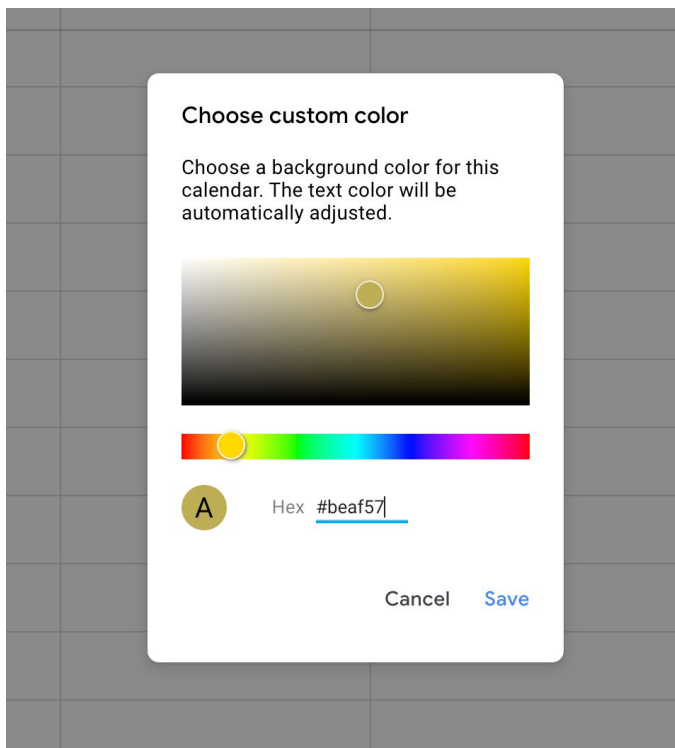 Choose custom color
Choose a background color for this
calendar. The text color will be
automatically adjusted.
A
Hex #beaf57
Cancel Save